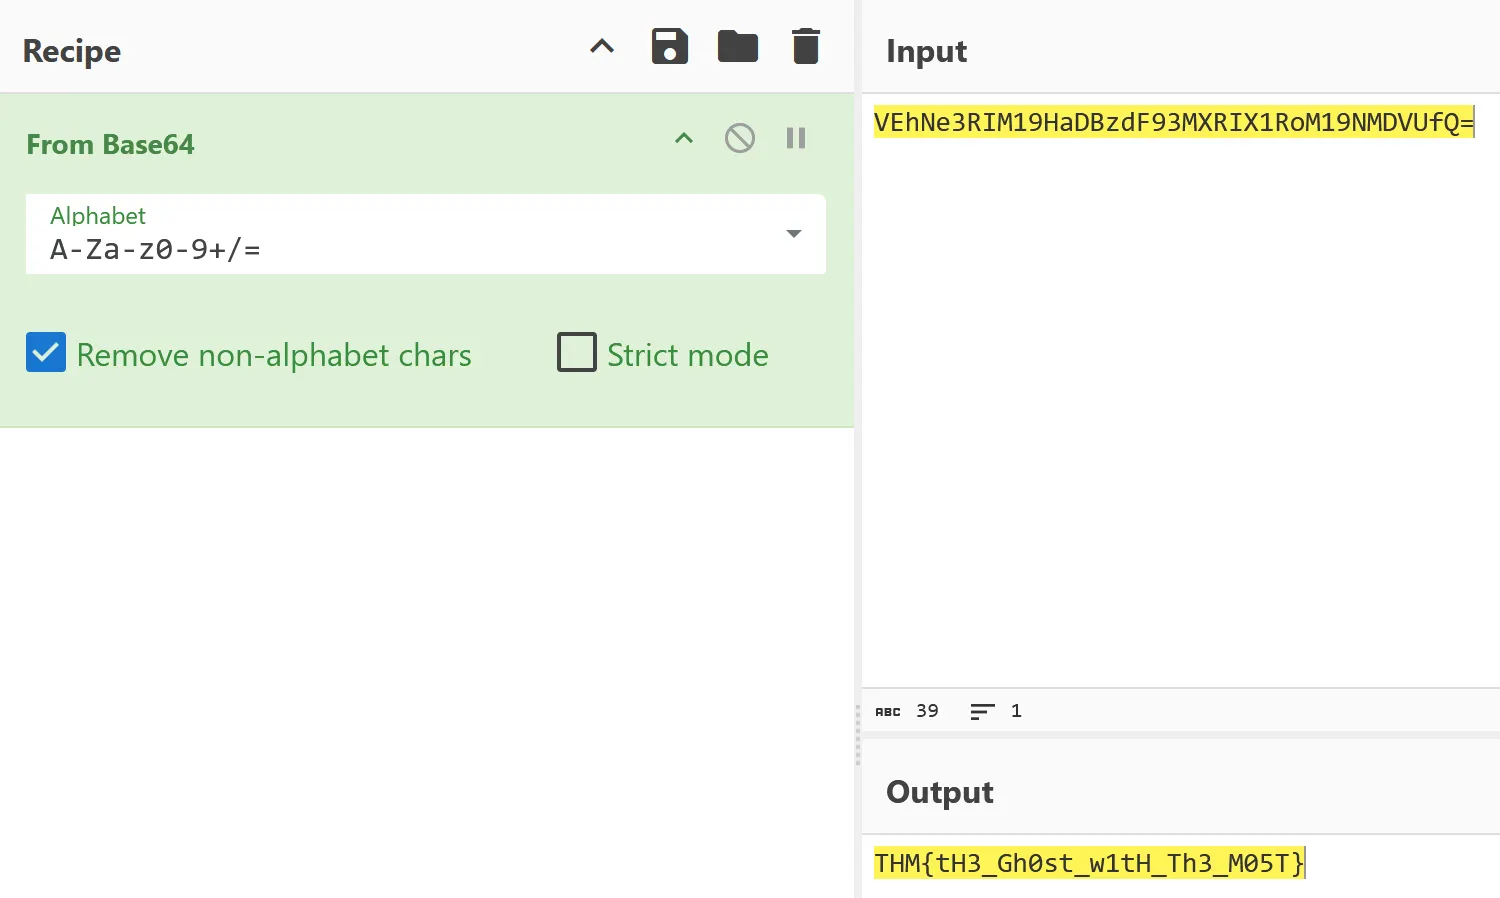 Recipe
From Base64
Alphabet
A-Za-z0-9+/=
Remove non-alphabet chars
Strict mode
Input
VEhNe3RIM19HaDBzdF93MXRIX1RoM19NMDVUfQ=
ABC 39 1
Output
THM{tH3_Gh0st_w1tH_Th3_M05T}